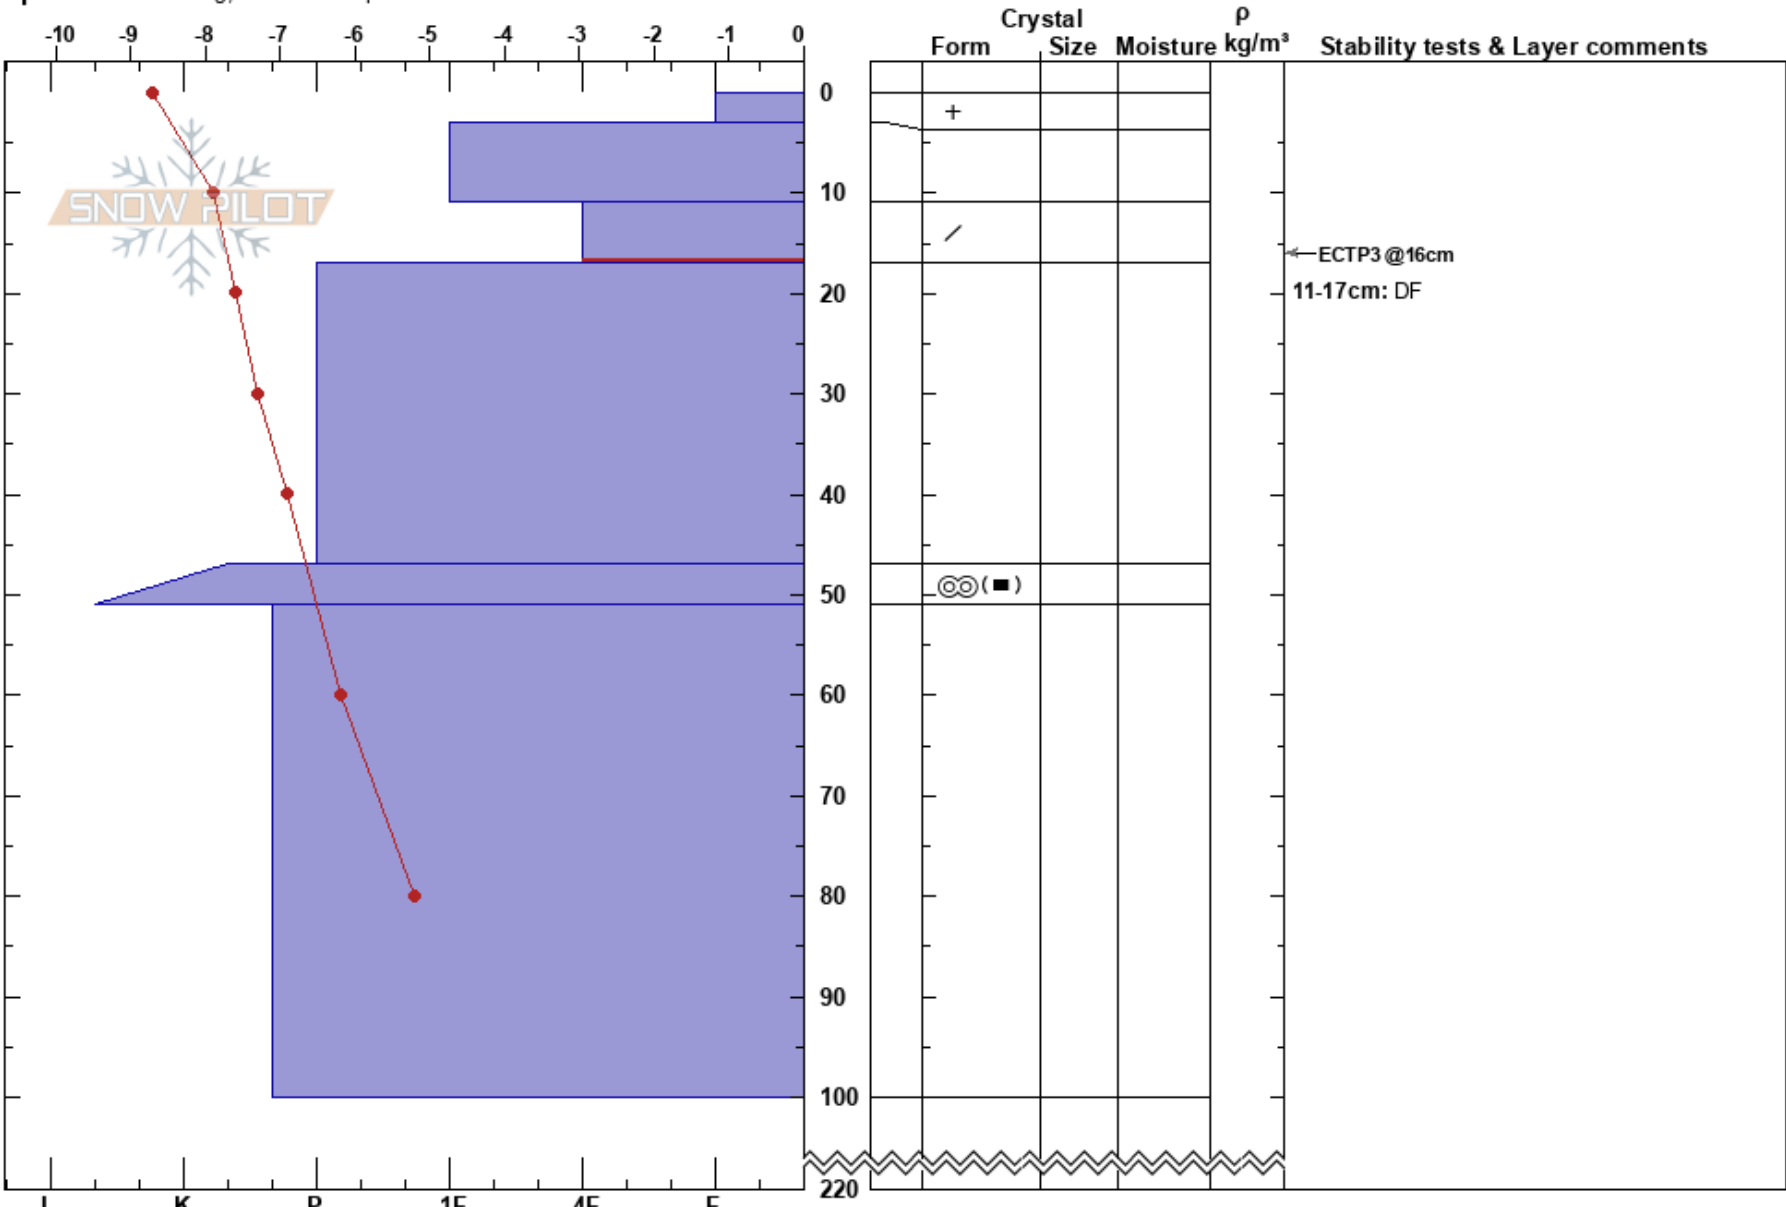 Crystal ρ
-10 -9 -8 -7 -6 -5 -4 -3 -2 -1 0
Form Size Moisture kg/m³ Stability tests & Layer comments
0
+
SNOW PILOT
10
ECTP3 @16cm
11-17cm: DF
20
30
40
50
60
70
80
90
100
220
I K P 1F 4F F